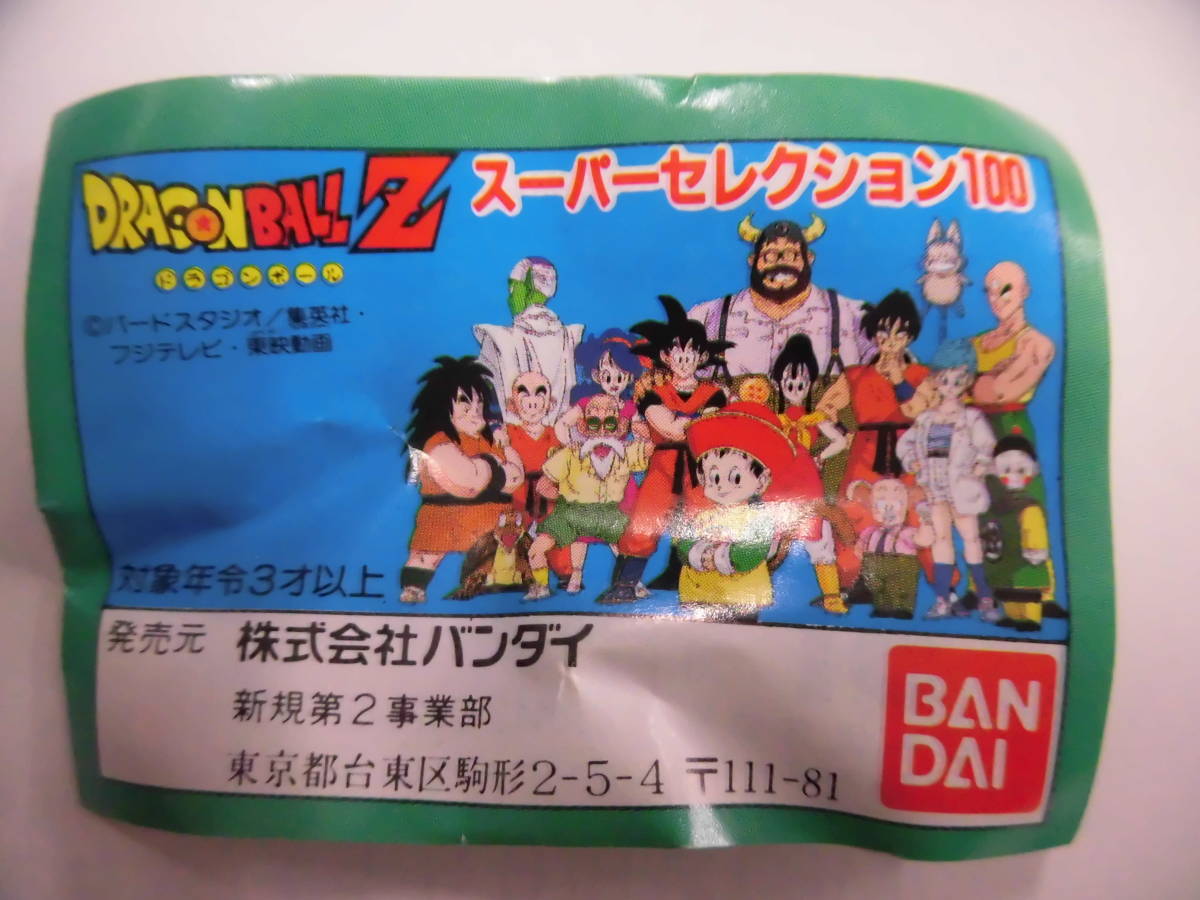 DRAGON BALL Z
ドラゴンボール
スーパーセレクション100
©バードスタジオ／集英社・
フジテレビ・東映動画
対象年令3才以上
発売元 株式会社バンダイ
新規第2事業部
東京都台東区駒形2-5-4 〒111-81
BAN
DAI